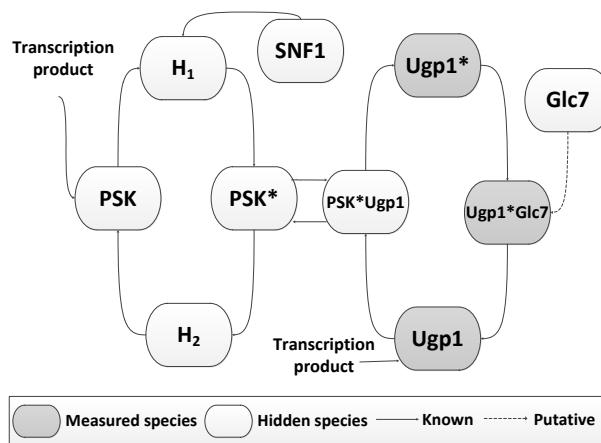 Transcription
product
H1
SNF1
Ugp1*
Glc7
PSK
PSK*
PSK*Ugp1
Ugp1*Glc7
H2
Ugp1
Transcription
product
Measured species
Hidden species
Known
Putative